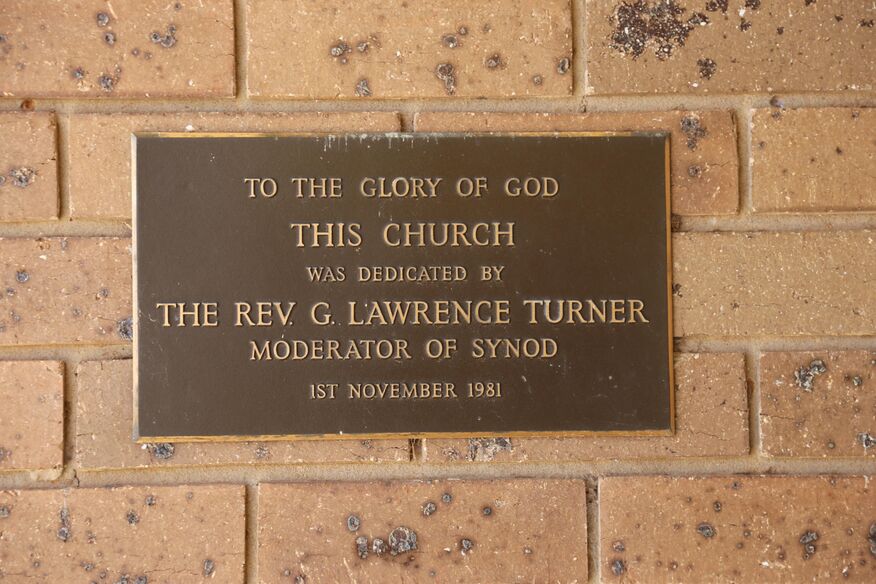 TO THE GLORY OF GOD
THIS CHURCH
WAS DEDICATED BY
THE REV. G. LAWRENCE TURNER
MODERATOR OF SYNOD
1ST NOVEMBER 1981